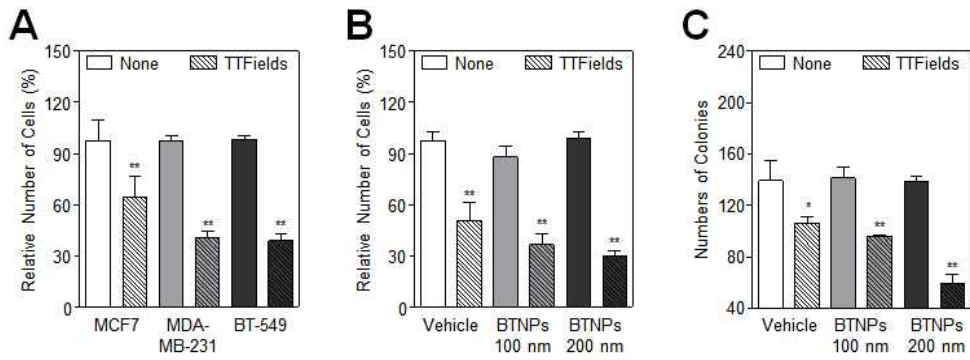 A
Relative Number of Cells (%)
150
120
90
60
30
0
None
TTFields
**
**
**
MCF7
MDA-
MB-231
BT-549
B
Relative Number of Cells (%)
150
120
90
60
30
0
None
TTFields
**
**
**
Vehicle
BTNPs
100 nm
BTNPs
200 nm
C
Numbers of Colonies
240
200
160
120
80
40
None
TTFields
*
**
**
Vehicle
BTNPs
100 nm
BTNPs
200 nm